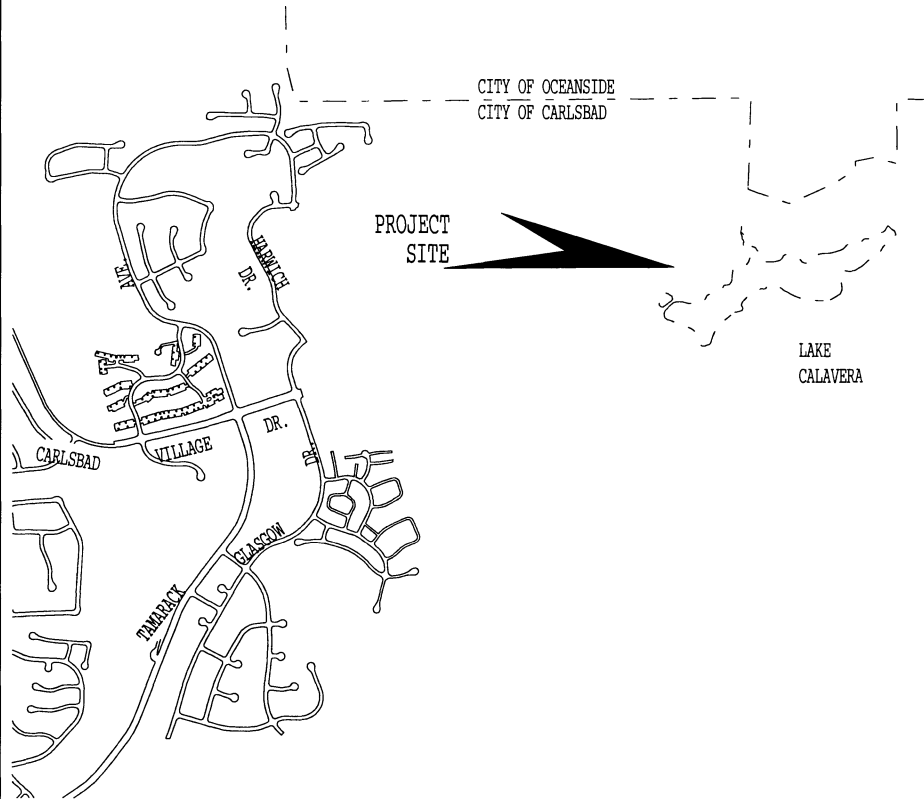 CITY OF OCEANSIDE
CITY OF CARLSBAD
PROJECT
SITE
HARWICH
DR.
AVE.
LAKE
CALAVERA
CARLSBAD
VILLAGE
DR.
DR.
GLASGOW
TAMARACK